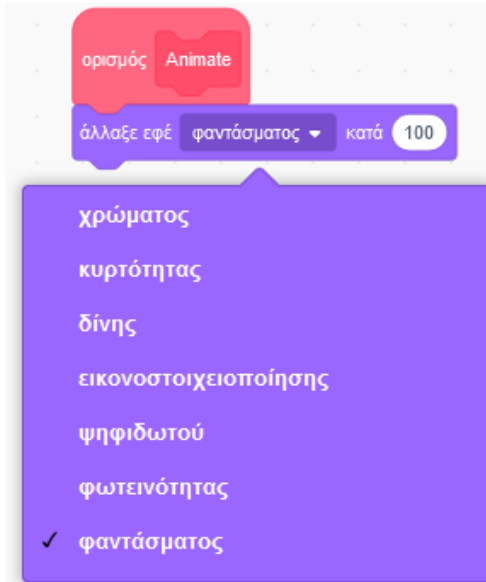 ορισμός Animate
άλλαξε εφέ φαντάσματος κατά 100
χρώματος
κυρτότητας
δίνης
εικονοστοιχειοποίησης
ψηφιδωτού
φωτεινότητας
✓ φαντάσματος